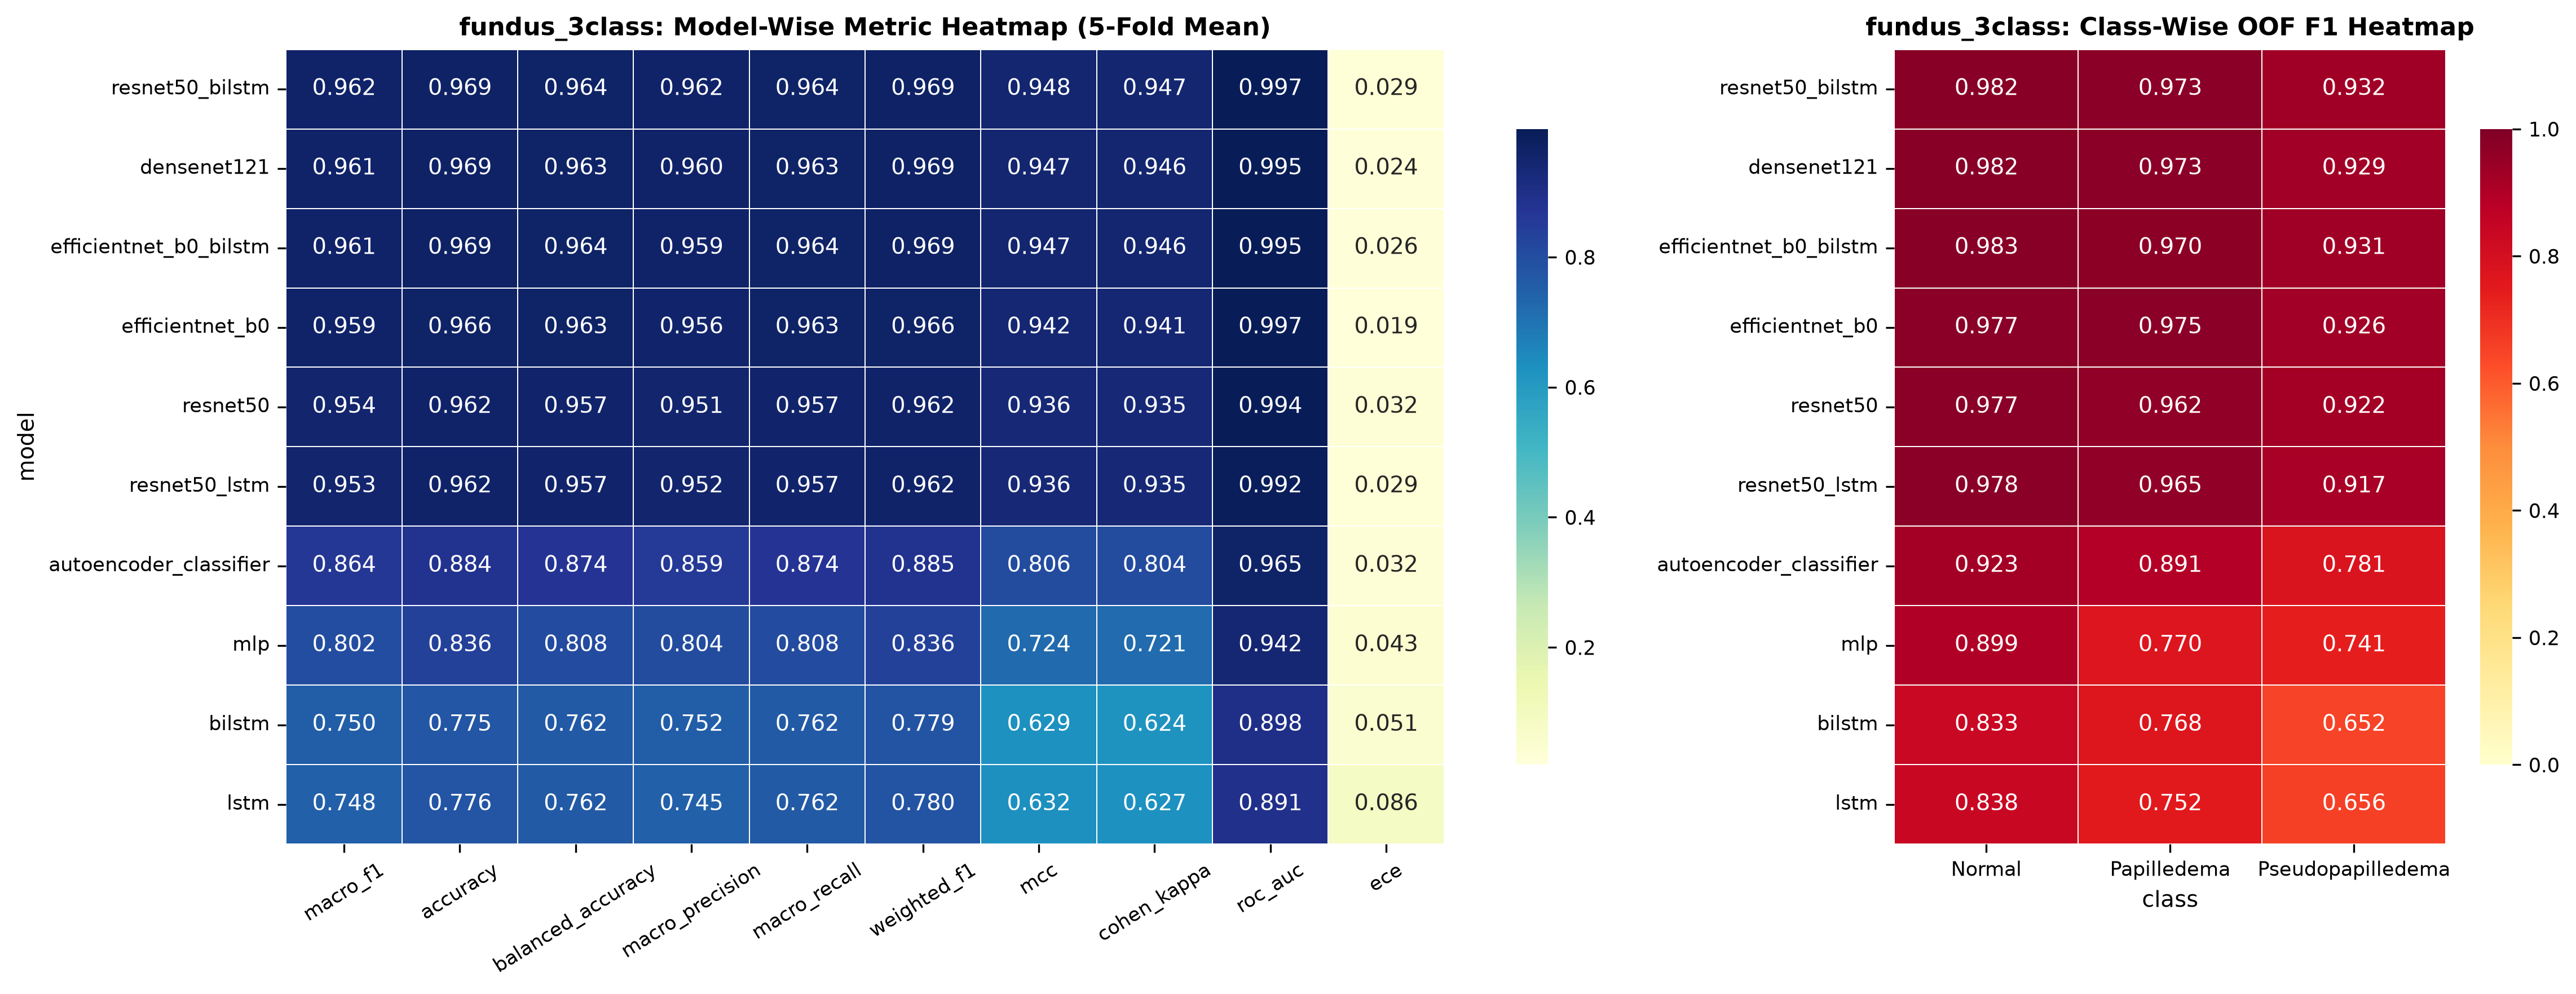 fundus_3class: Model-Wise Metric Heatmap (5-Fold Mean)
model
resnet50_bilstm 0.962 0.969 0.964 0.962 0.964 0.969 0.948 0.947 0.997 0.029
densenet121 0.961 0.969 0.963 0.960 0.963 0.969 0.947 0.946 0.995 0.024
efficientnet_b0_bilstm 0.961 0.969 0.964 0.959 0.964 0.969 0.947 0.946 0.995 0.026
efficientnet_b0 0.959 0.966 0.963 0.956 0.963 0.966 0.942 0.941 0.997 0.019
resnet50 0.954 0.962 0.957 0.951 0.957 0.962 0.936 0.935 0.994 0.032
resnet50_lstm 0.953 0.962 0.957 0.952 0.957 0.962 0.936 0.935 0.992 0.029
autoencoder_classifier 0.864 0.884 0.874 0.859 0.874 0.885 0.806 0.804 0.965 0.032
mlp 0.802 0.836 0.808 0.804 0.808 0.836 0.724 0.721 0.942 0.043
bilstm 0.750 0.775 0.762 0.752 0.762 0.779 0.629 0.624 0.898 0.051
lstm 0.748 0.776 0.762 0.745 0.762 0.780 0.632 0.627 0.891 0.086
macro_f1 accuracy balanced_accuracy macro_precision macro_recall weighted_f1 mcc cohen_kappa roc_auc ece
0.8
0.6
0.4
0.2
fundus_3class: Class-Wise OOF F1 Heatmap
resnet50_bilstm 0.982 0.973 0.932
densenet121 0.982 0.973 0.929
efficientnet_b0_bilstm 0.983 0.970 0.931
efficientnet_b0 0.977 0.975 0.926
resnet50 0.977 0.962 0.922
resnet50_lstm 0.978 0.965 0.917
autoencoder_classifier 0.923 0.891 0.781
mlp 0.899 0.770 0.741
bilstm 0.833 0.768 0.652
lstm 0.838 0.752 0.656
Normal Papilledema Pseudopapilledema
class
1.0
0.8
0.6
0.4
0.2
0.0